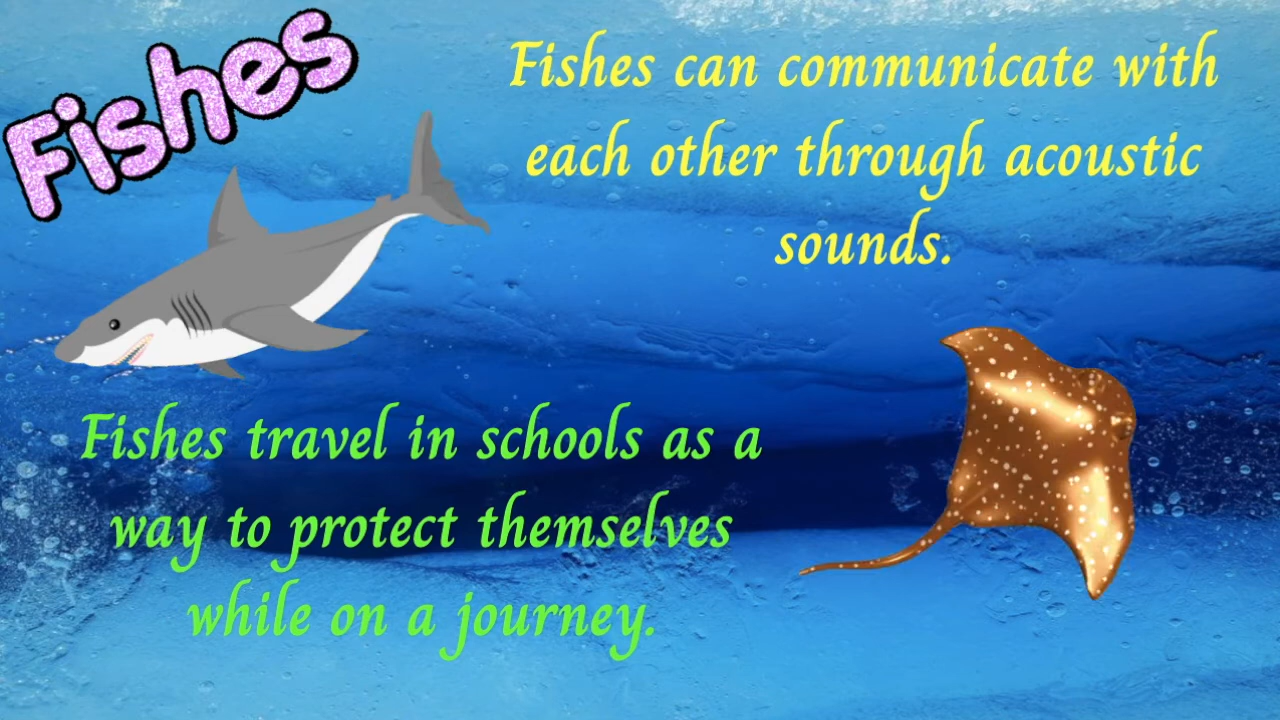 Fishes
Fishes can communicate with
each other through acoustic
sounds.
Fishes travel in schools as a
way to protect themselves
while on a journey.